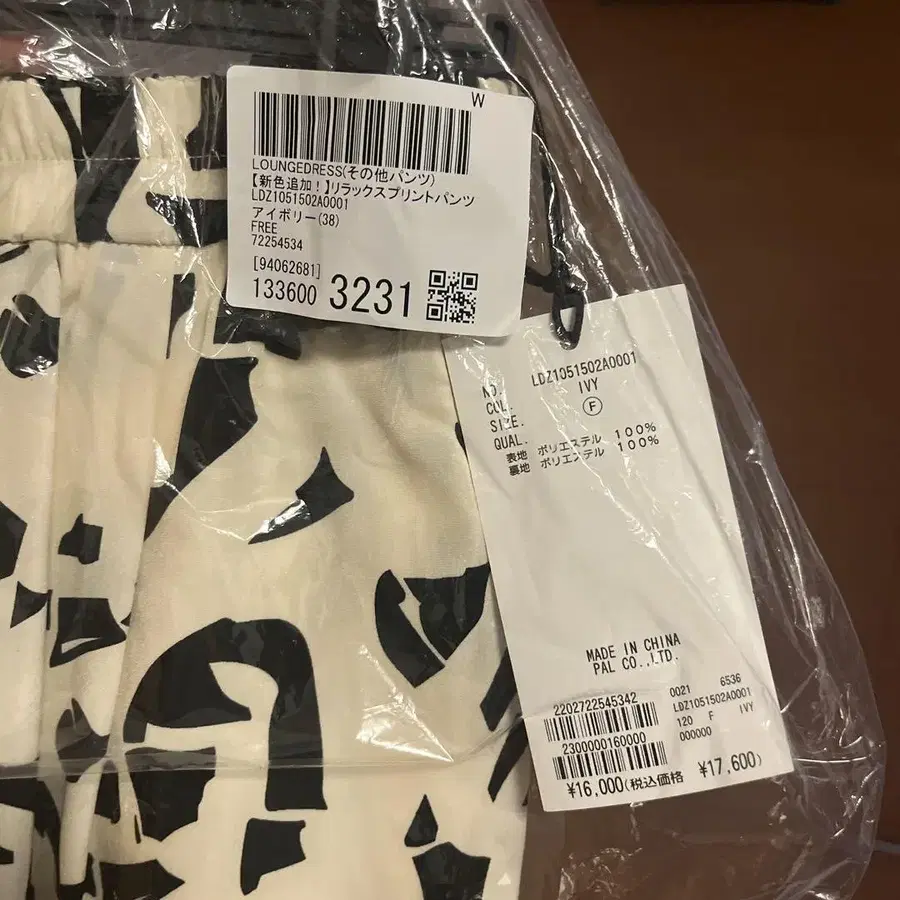 W
LOUNGEDRESS(その他パンツ)
【新色追加!】リラックスプリントパンツ
LDZ1051502A0001
アイボリー(38)
FREE
72254534
[94062681]
133600 3231
NO. LDZ1051502A0001
COL. IVY
SIZE. F
QUAL.
表地 ポリエステル 100%
裏地 ポリエステル 100%
MADE IN CHINA
PAL CO.,LTD.
2202722545342
2300000160000
0021 6536
LDZ1051502A0001
120 F IVY
000000
¥16,000(税込価格 ¥17,600)